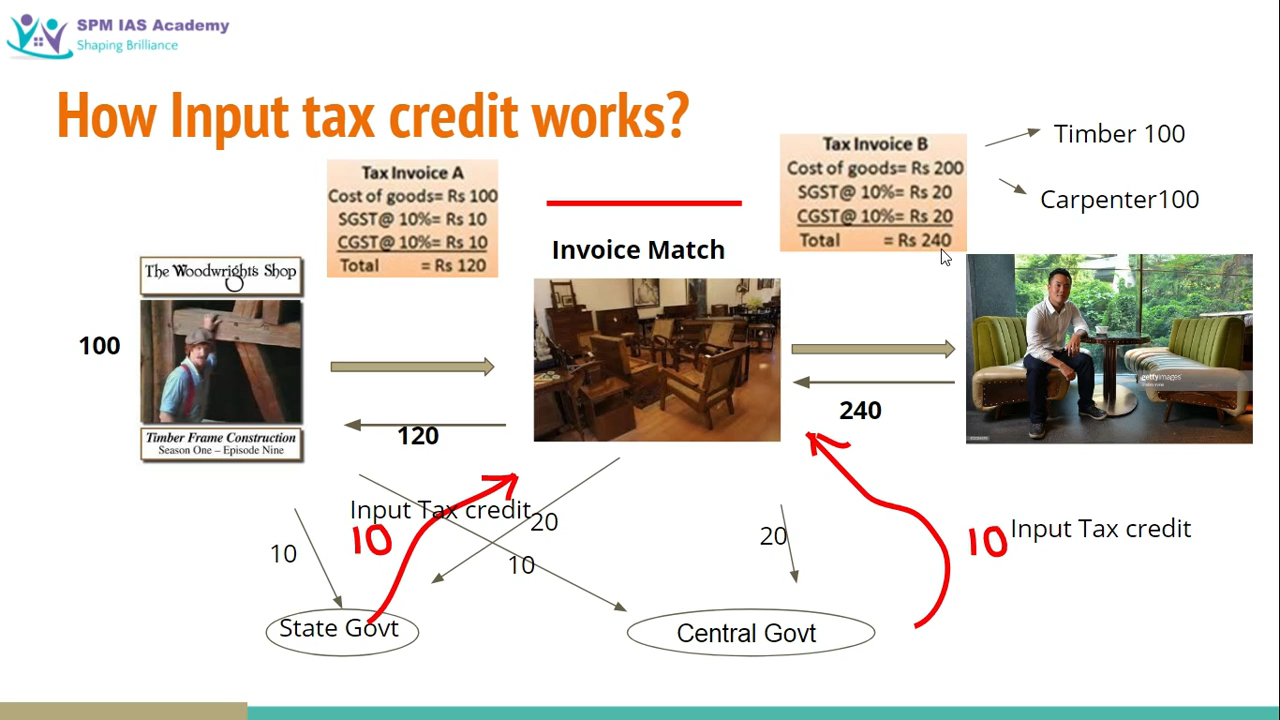 SPM IAS Academy
Shaping Brilliance
How Input tax credit works?
Tax Invoice A
Cost of goods= Rs 100
SGST@ 10%= Rs 10
CGST@ 10%= Rs 10
Total = Rs 120
Invoice Match
Tax Invoice B
Cost of goods= Rs 200
SGST@ 10%= Rs 20
CGST@ 10%= Rs 20
Total = Rs 240
Timber 100
Carpenter100
The Woodwright's Shop
100
Timber Frame Construction
Season One – Episode Nine
120
240
gettyimages
Input Tax credit
10
20
10
10
20
10
Input Tax credit
State Govt
Central Govt